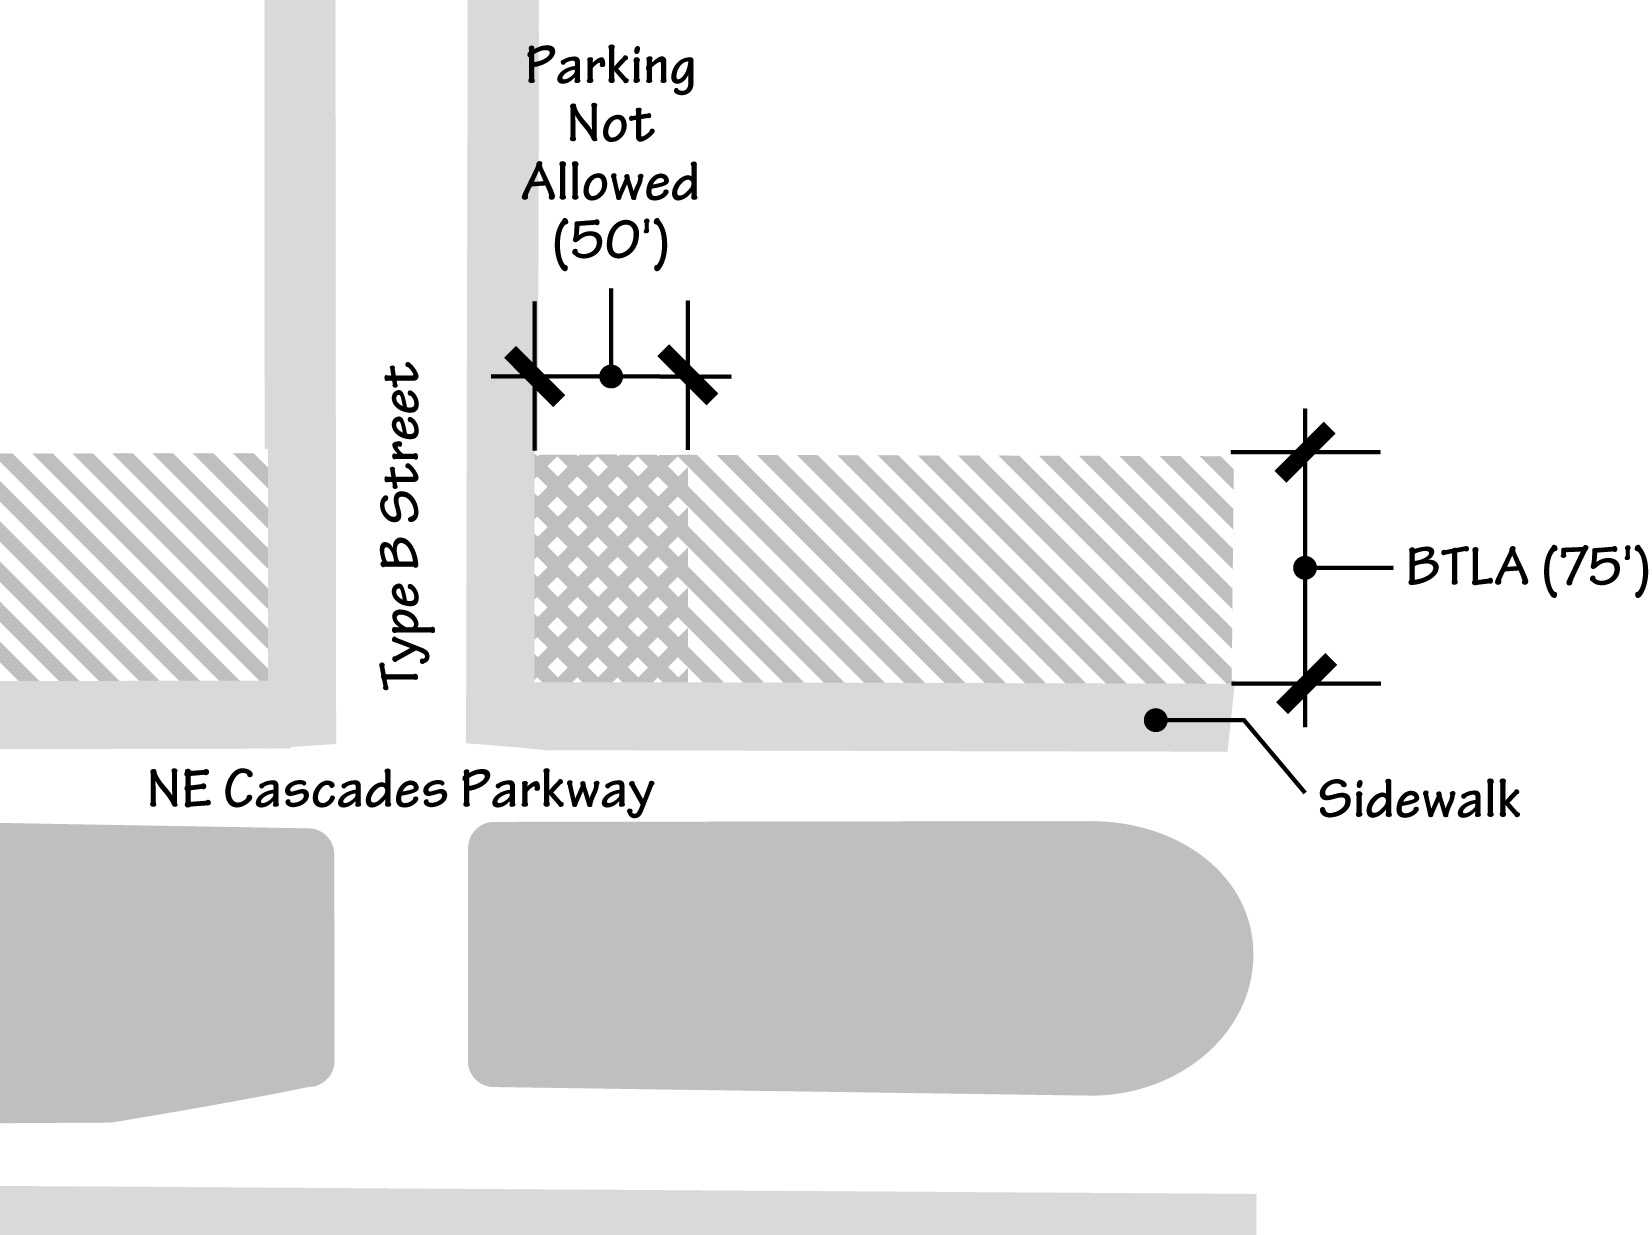 Parking
Not
Allowed
(50')
Type B Street
BTLA (75')
NE Cascades Parkway
Sidewalk